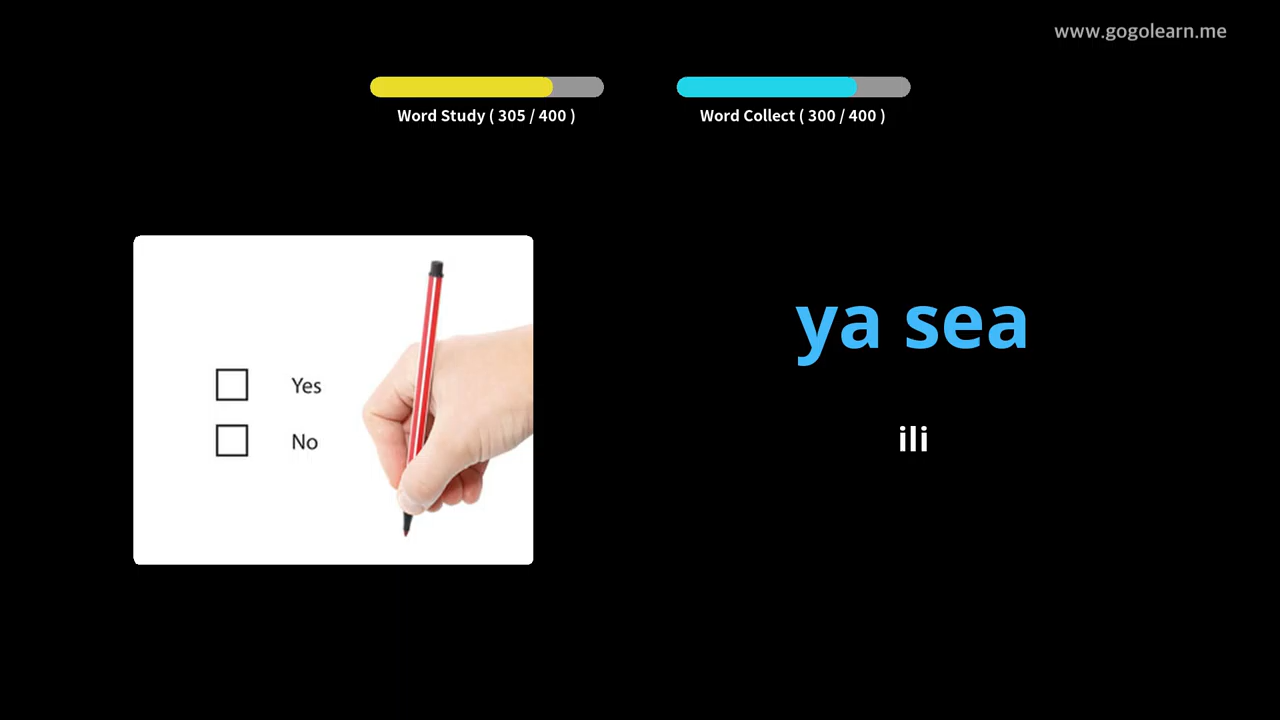 www.gogolearn.me
Word Study ( 305 / 400 )
Word Collect ( 300 / 400 )
Yes
No
ya sea
ili